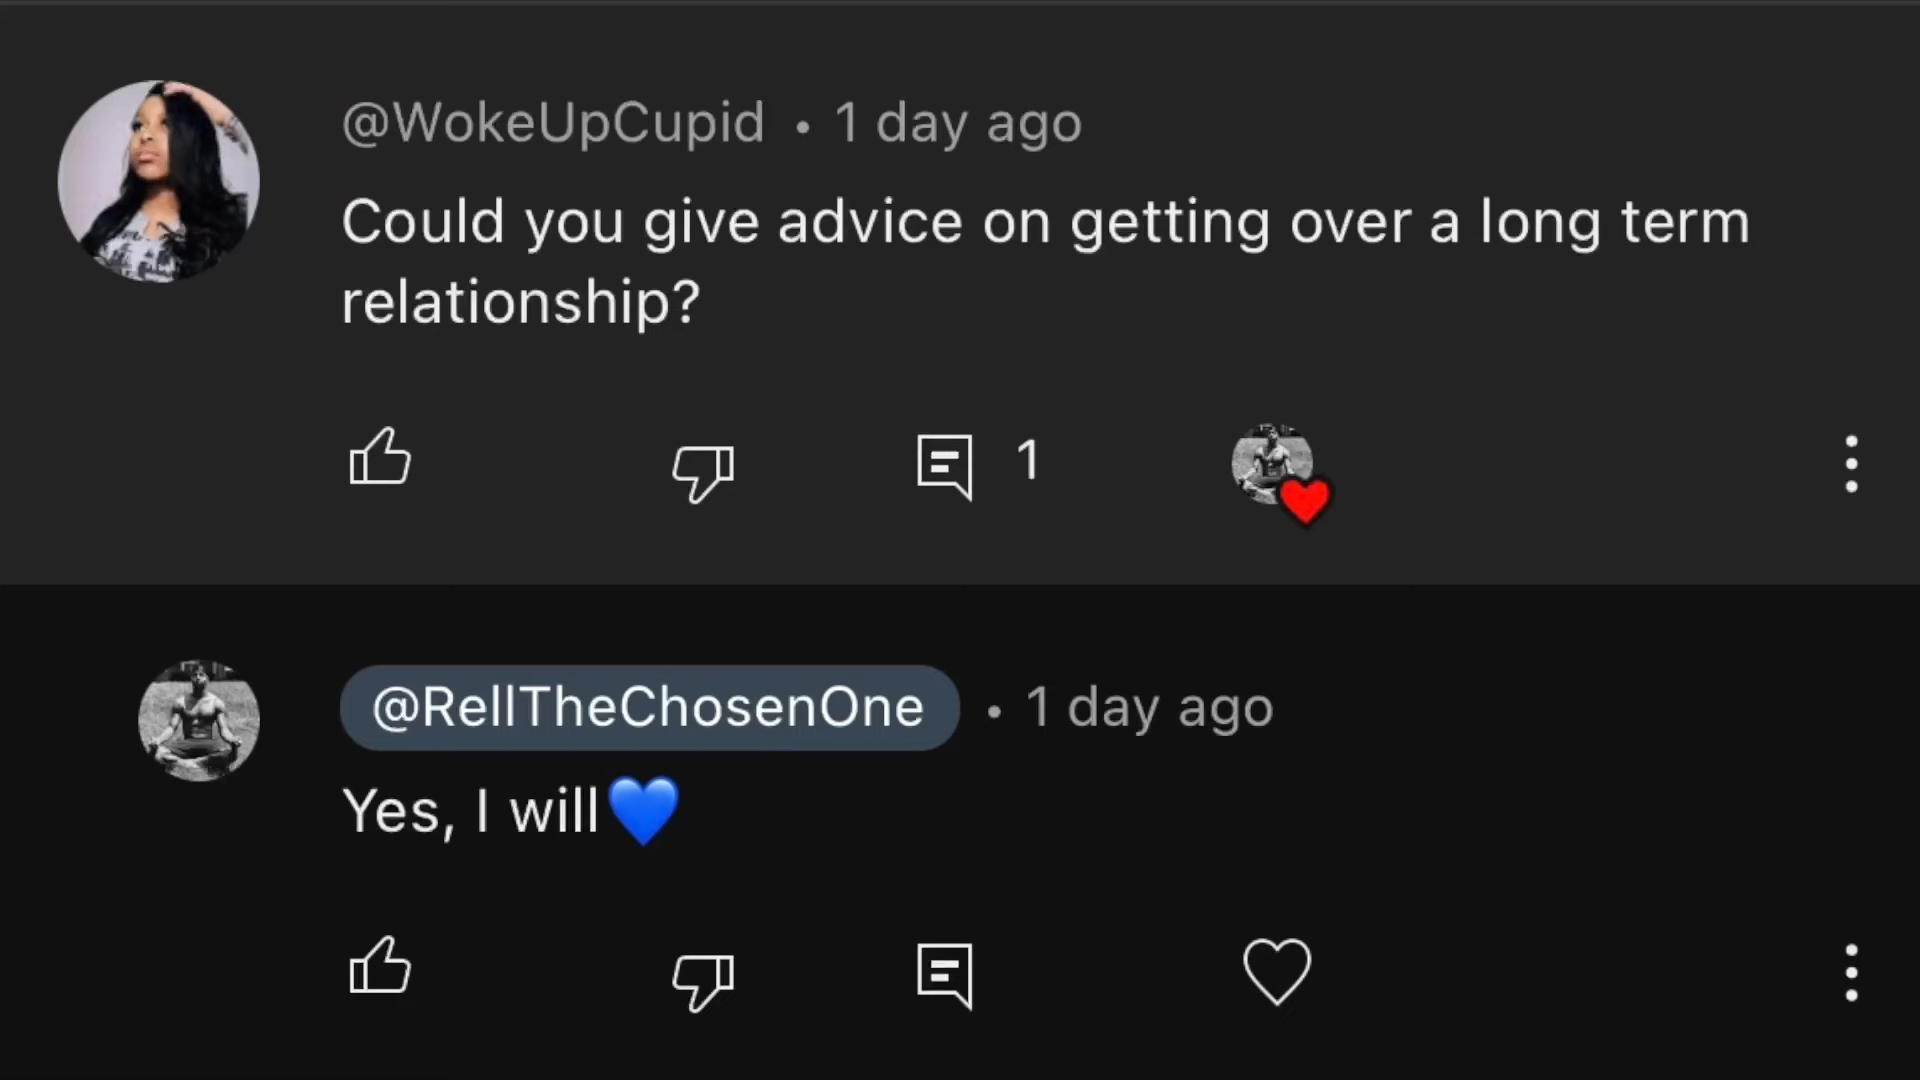 @WokeUpCupid • 1 day ago
Could you give advice on getting over a long term
relationship?
1
@RellTheChosenOne • 1 day ago
Yes, I will💙